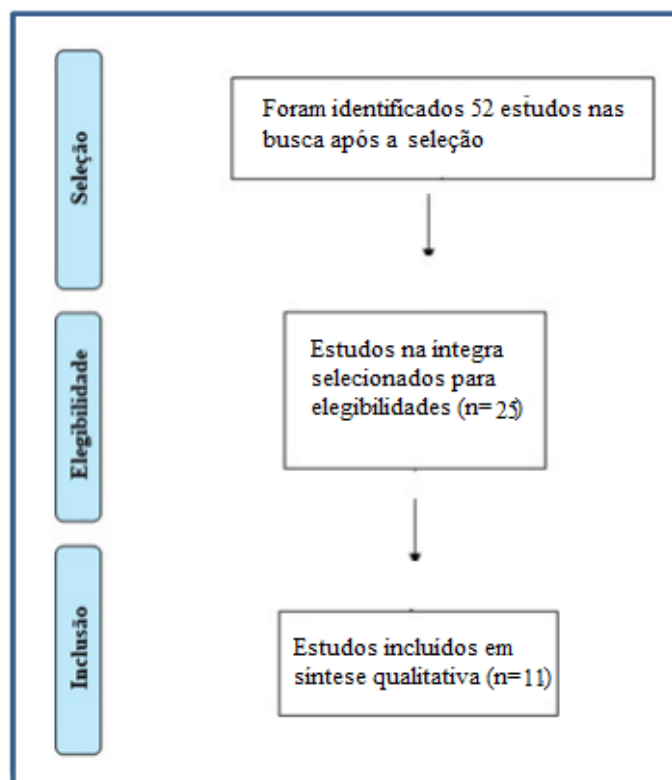 Seleção
Foram identificados 52 estudos nas
busca após a seleção
Elegibilidade
Estudos na íntegra
selecionados para
elegibilidades (n=25)
Inclusão
Estudos incluídos em
síntese qualitativa (n=11)